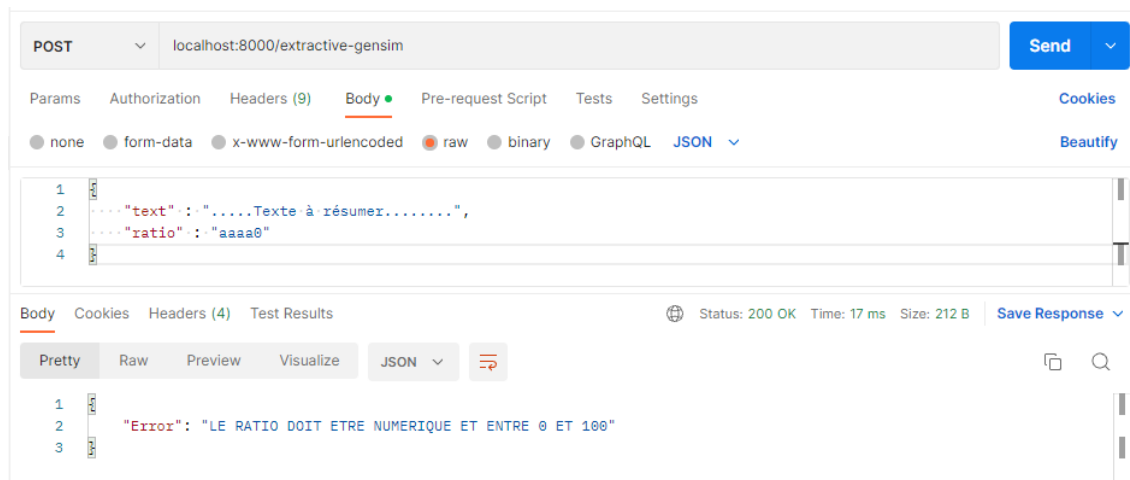 POST localhost:8000/extractive-gensim Send
Params Authorization Headers (9) Body Pre-request Script Tests Settings Cookies
none form-data x-www-form-urlencoded raw binary GraphQL JSON Beautify
1 {
2 "text" : ".....Texte à résumer........",
3 "ratio" : "aaaa0"
4 }
Body Cookies Headers (4) Test Results Status: 200 OK Time: 17 ms Size: 212 B Save Response
Pretty Raw Preview Visualize JSON
1 {
2 "Error": "LE RATIO DOIT ETRE NUMERIQUE ET ENTRE 0 ET 100"
3 }